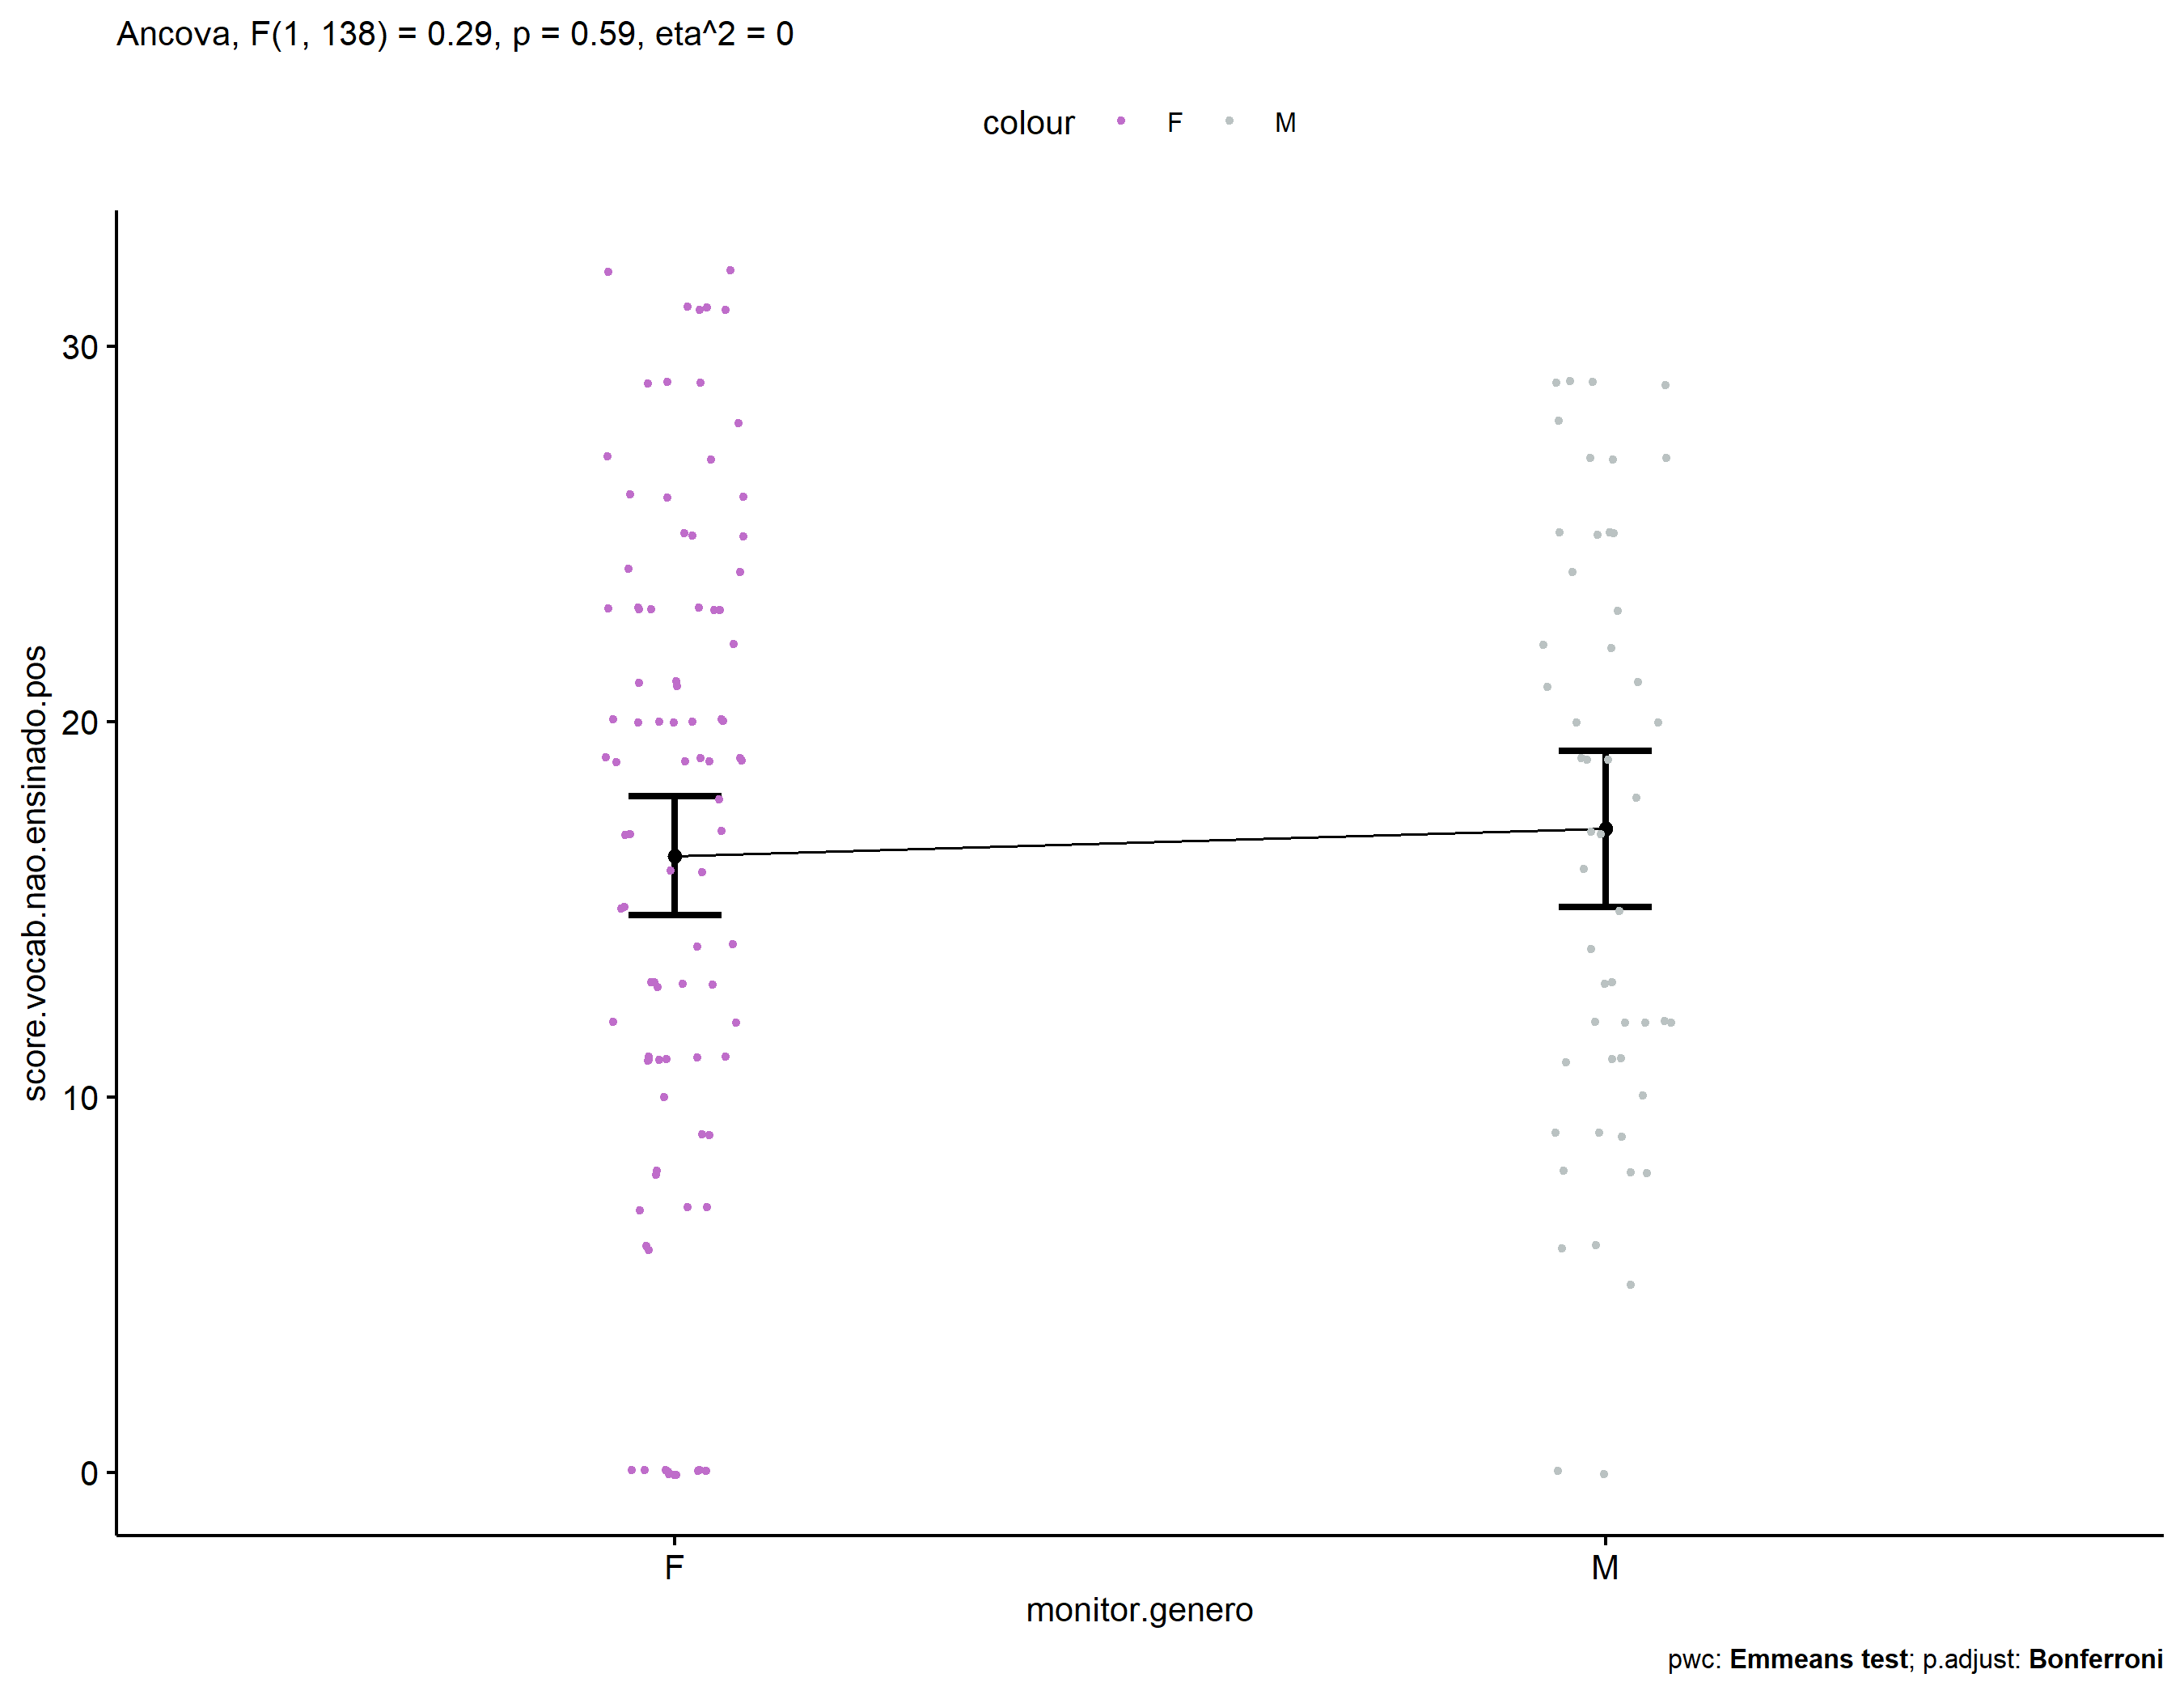 Ancova, F(1, 138) = 0.29, p = 0.59, eta^2 = 0
colour F M
score.vocab.nao.ensinado.pos
30
20
10
0
F M
monitor.genero
pwc: Emmeans test; p.adjust: Bonferroni